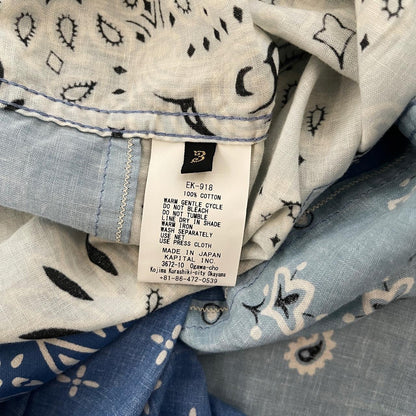 3
EK-918
100% COTTON
WARM GENTLE CYCLE
DO NOT BLEACH
DO NOT TUMBLE
LINE DRY IN SHADE
WARM IRON
WASH SEPARATELY
USE NET
USE PRESS CLOTH
MADE IN JAPAN
KAPITAL INC.
3672-10 Ogawa-cho
Kojima Kurashiki-city Okayama
+81-86-472-0539